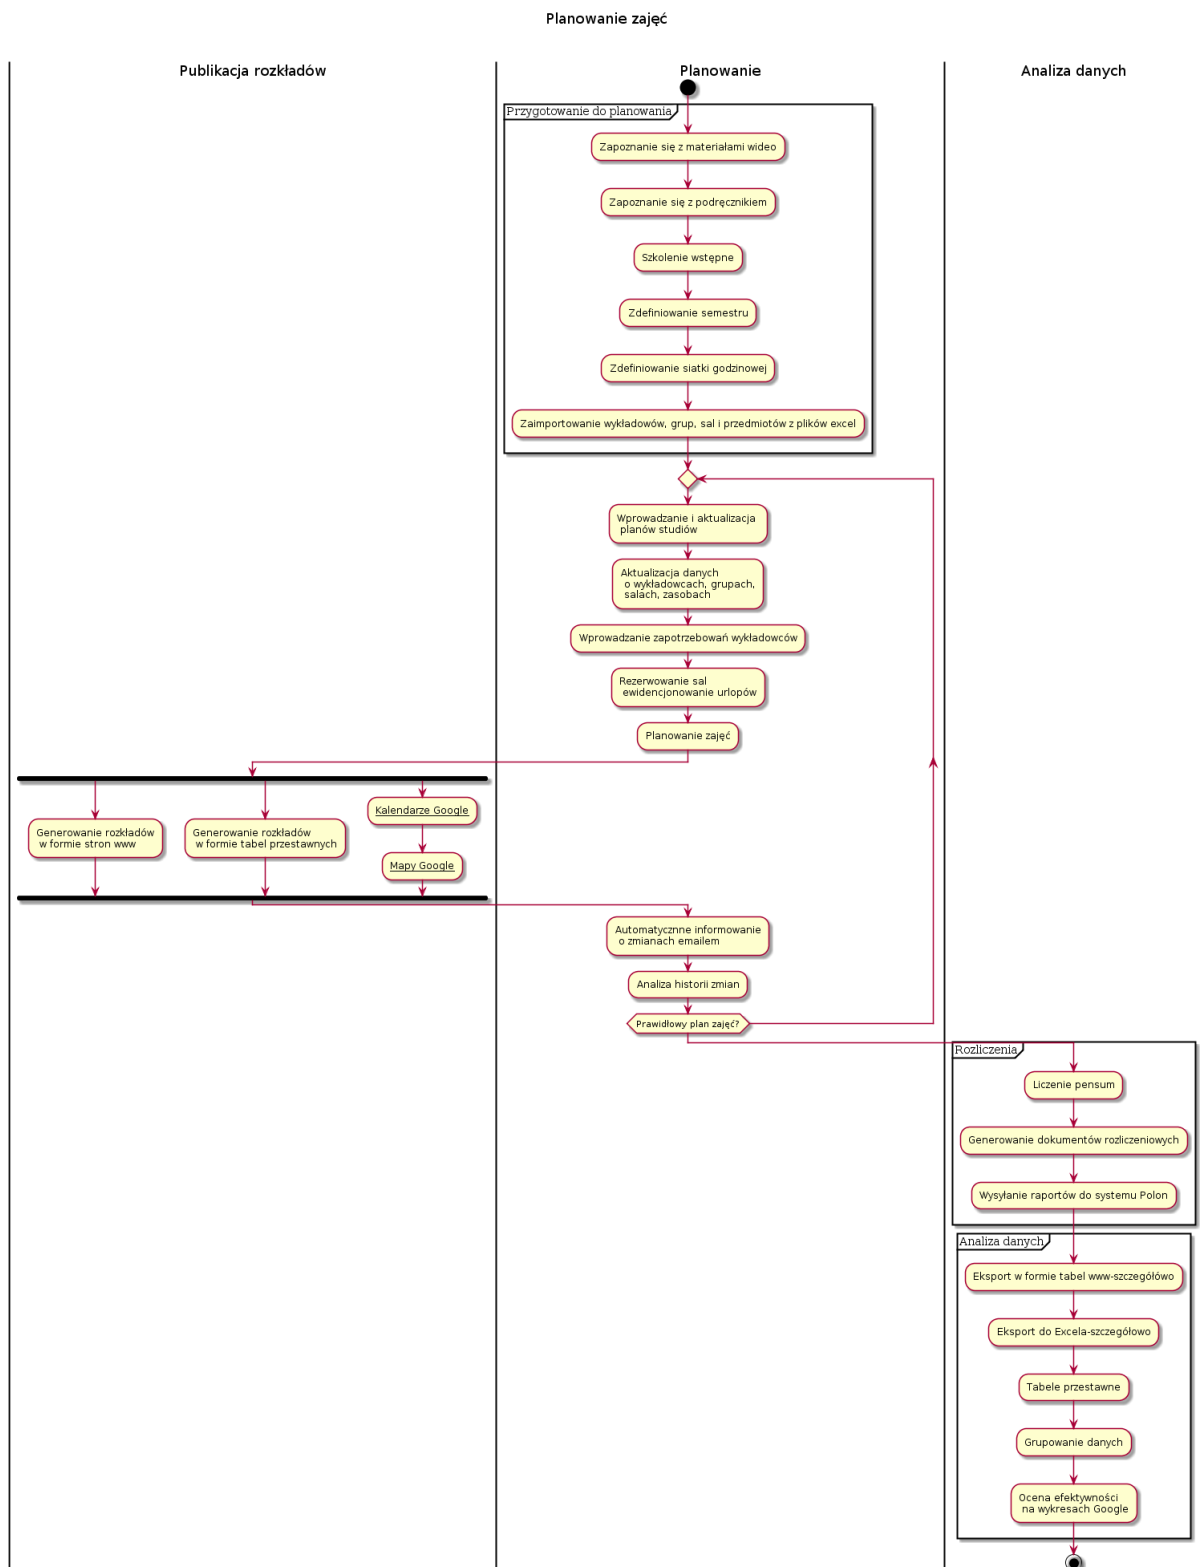 Planowanie zajęć
Publikacja rozkładów
Planowanie
Analiza danych
Przygotowanie do planowania
Zapoznanie się z materiałami wideo
Zapoznanie się z podręcznikiem
Szkolenie wstępne
Zdefiniowanie semestru
Zdefiniowanie siatki godzinowej
Zaimportowanie wykładowów, grup, sal i przedmiotów z plików excel
Wprowadzanie i aktualizacja
planów studiów
Aktualizacja danych
o wykładowcach, grupach,
salach, zasobach
Wprowadzanie zapotrzebowań wykładowców
Rezerwowanie sal
ewidencjonowanie urlopów
Planowanie zajęć
Generowanie rozkładów
w formie stron www
Generowanie rozkładów
w formie tabel przestawnych
Kalendarze Google
Mapy Google
Automatycznne informowanie
o zmianach emailem
Analiza historii zmian
Prawidłowy plan zajęć?
Rozliczenia
Liczenie pensum
Generowanie dokumentów rozliczeniowych
Wysyłanie raportów do systemu Polon
Analiza danych
Eksport w formie tabel www-szczegółówo
Eksport do Excela-szczegółowo
Tabele przestawne
Grupowanie danych
Ocena efektywności
na wykresach Google